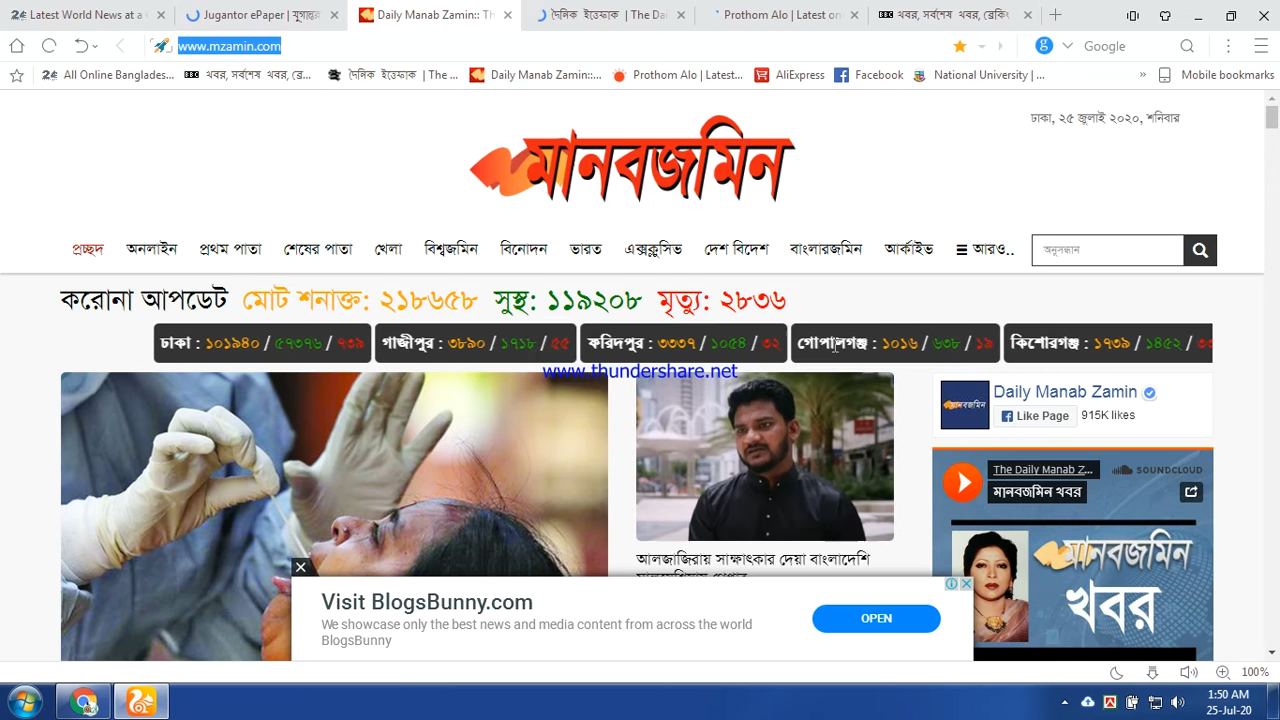 Latest World News at a G
Jugantor ePaper | যুগান্তর
Daily Manab Zamin:: Th
দৈনিক ইত্তেফাক | The Dai
Prothom Alo | Latest on
খবর, সর্বশেষ খবর, ব্রেকিং
www.mzamin.com
Google
All Online Banglades...
খবর, সর্বশেষ খবর, ব্রে...
দৈনিক ইত্তেফাক | The ...
Daily Manab Zamin::...
Prothom Alo | Latest...
AliExpress
Facebook
National University |...
Mobile bookmarks
ঢাকা, ২৫ জুলাই ২০২০, শনিবার
মানবজমিন
প্রচ্ছদ অনলাইন প্রথম পাতা শেষের পাতা খেলা বিশ্বজমিন বিনোদন ভারত এক্সক্লুসিভ দেশ বিদেশ বাংলারজমিন আর্কাইভ আরও..
অনুসন্ধান
করোনা আপডেট মোট শনাক্ত: ২১৮৬৫৮ সুস্থ: ১১৯২০৮ মৃত্যু: ২৮৩৬
ঢাকা : ১০১৯৪০ / ৫৭৩৭৬ / ৭৩৯
গাজীপুর : ৩৮৯০ / ১৭১৮ / ৫৫
ফরিদপুর : ৩৩৩৭ / ১০৫৪ / ৩২
গোপালগঞ্জ : ১০১৬ / ৬৩৮ / ১৯
কিশোরগঞ্জ : ১৭৩৯ / ১৪৫২ /
www.thundershare.net
আলজাজিরায় সাক্ষাৎকার দেয়া বাংলাদেশি
Daily Manab Zamin
Like Page
915K likes
The Daily Manab Z...
SOUNDCLOUD
মানবজমিন খবর
মানবজমিন
খবর
Visit BlogsBunny.com
We showcase only the best news and media content from across the world
BlogsBunny
OPEN
100%
1:50 AM
25-Jul-20